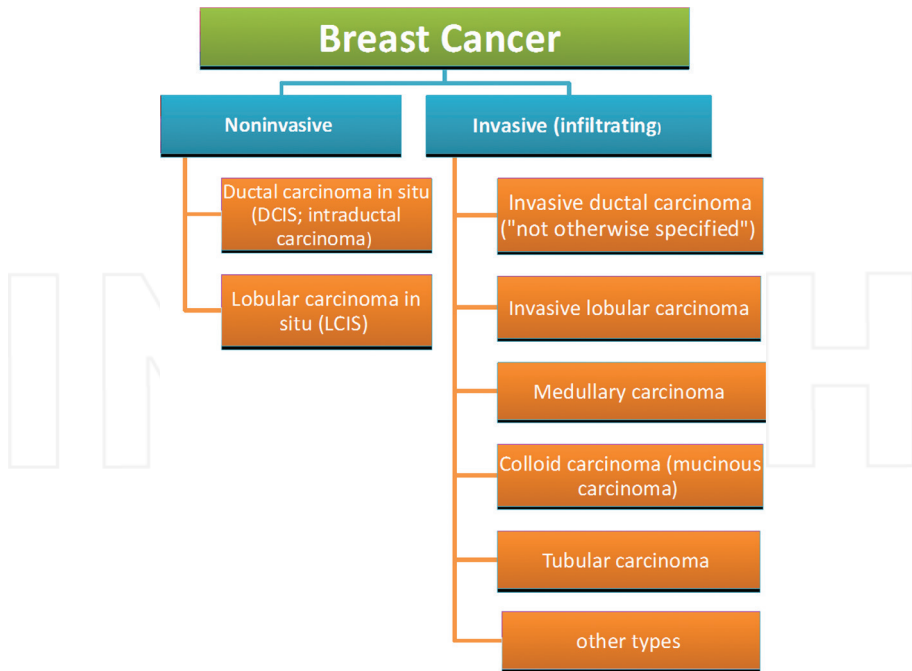 Breast Cancer
Noninvasive
Invasive (infiltrating)
Ductal carcinoma in situ
(DCIS; intraductal
carcinoma)
Lobular carcinoma in
situ (LCIS)
Invasive ductal carcinoma
("not otherwise specified")
Invasive lobular carcinoma
Medullary carcinoma
Colloid carcinoma (mucinous
carcinoma)
Tubular carcinoma
other types